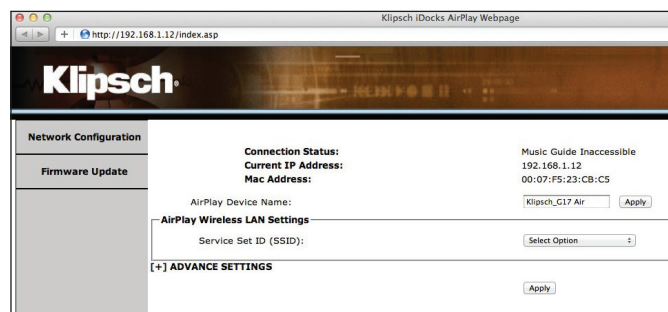 Klipsch iDocks AirPlay Webpage
http://192.168.1.12/index.asp
Klipsch
Network Configuration
Firmware Update
Connection Status: Music Guide Inaccessible
Current IP Address: 192.168.1.12
Mac Address: 00:07:F5:23:CB:C5
AirPlay Device Name: Klipsch_G17 Air Apply
AirPlay Wireless LAN Settings
Service Set ID (SSID): Select Option
[+] ADVANCE SETTINGS
Apply